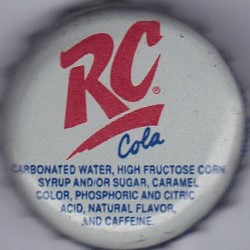 RC®
Cola
CARBONATED WATER, HIGH FRUCTOSE CORN
SYRUP AND/OR SUGAR, CARAMEL
COLOR, PHOSPHORIC AND CITRIC
ACID, NATURAL FLAVOR,
AND CAFFEINE.